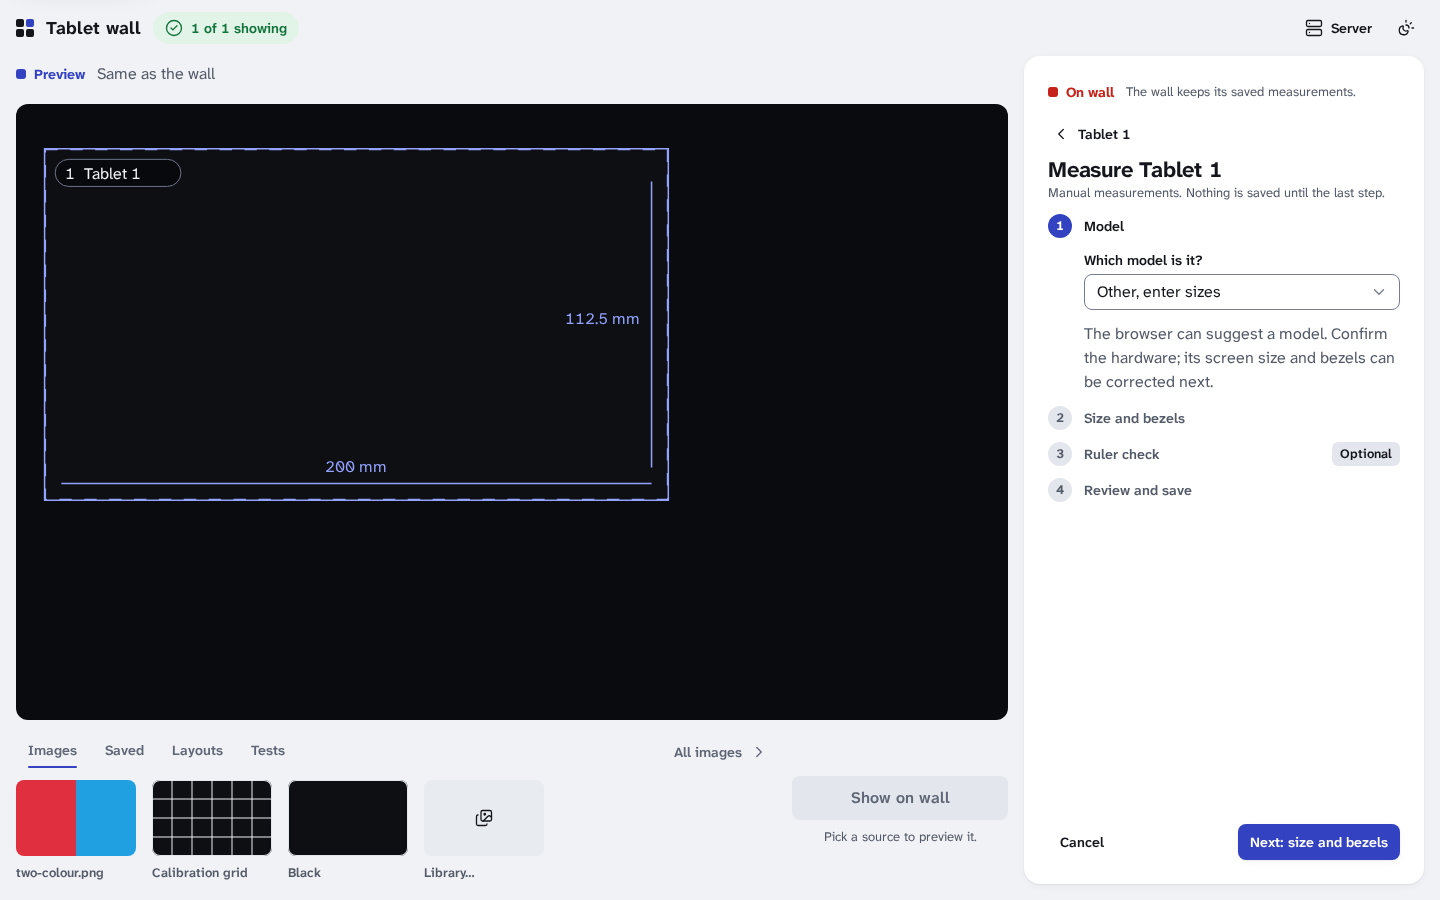 Tablet wall
1 of 1 showing
Server
Preview Same as the wall
1 Tablet 1
112.5 mm
200 mm
Images Saved Layouts Tests
All images
two-colour.png
Calibration grid
Black
Library...
Show on wall
Pick a source to preview it.
On wall The wall keeps its saved measurements.
Tablet 1
Measure Tablet 1
Manual measurements. Nothing is saved until the last step.
1 Model
Which model is it?
Other, enter sizes
The browser can suggest a model. Confirm
the hardware; its screen size and bezels can
be corrected next.
2 Size and bezels
3 Ruler check Optional
4 Review and save
Cancel
Next: size and bezels